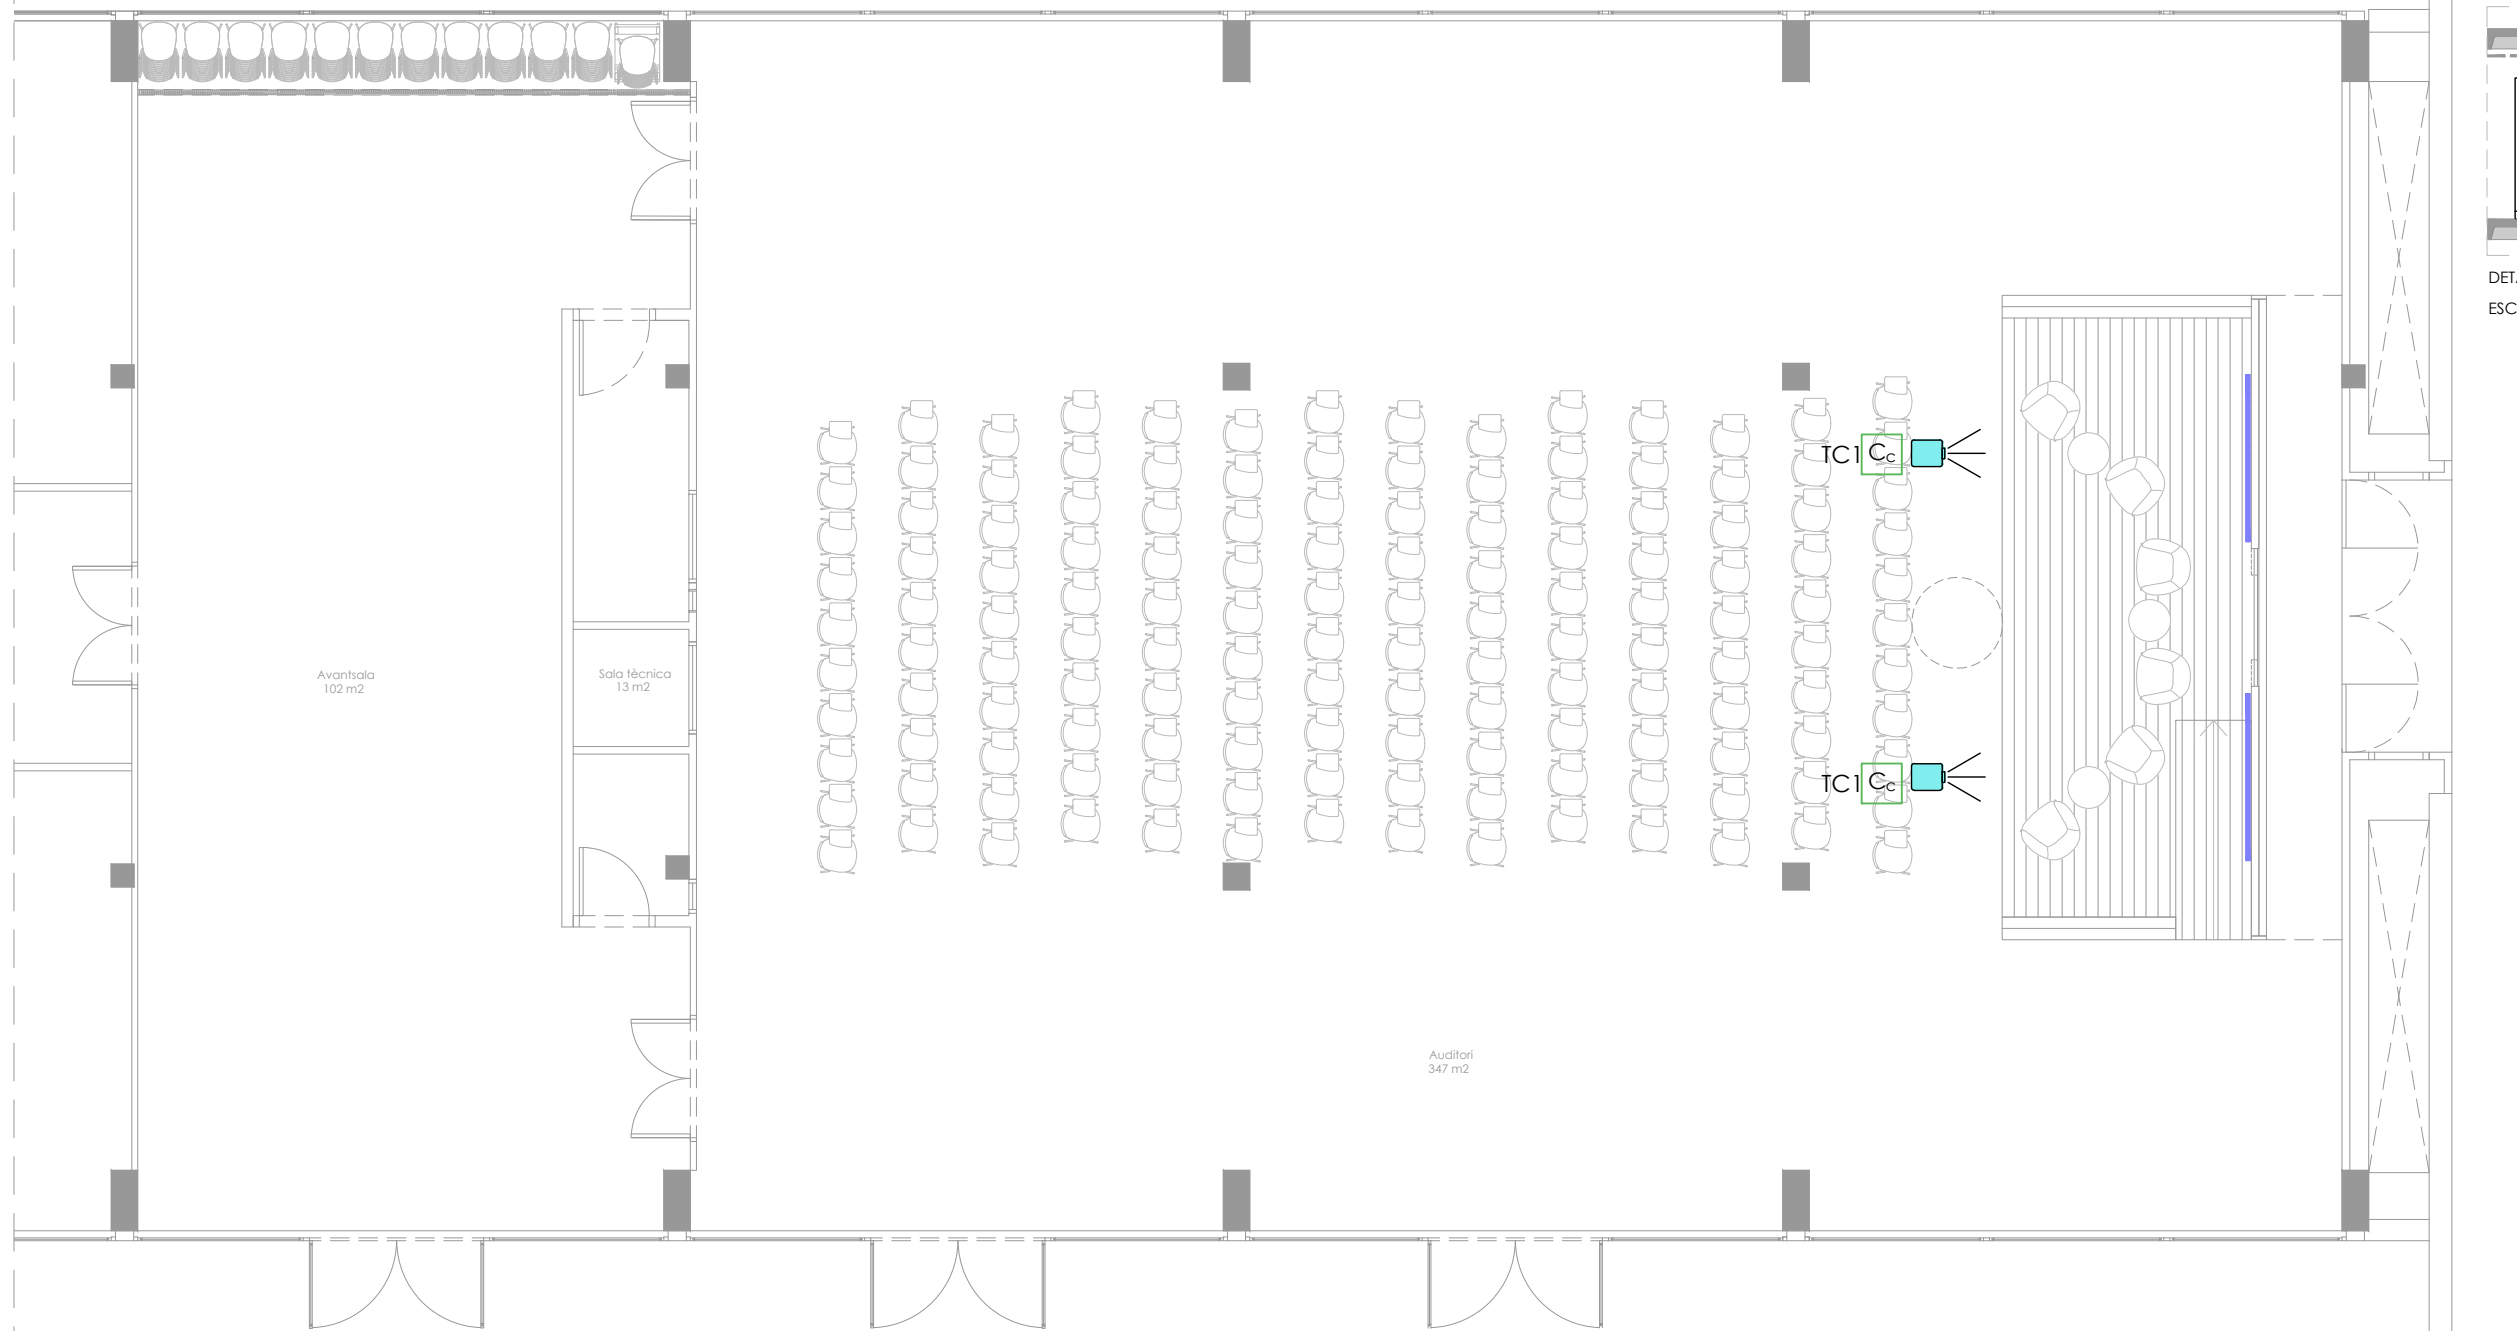 DET
ESC
TC1 Cc
Avantsala
102 m2
Sala tècnica
13 m2
TC1 Cc
Auditori
347 m2